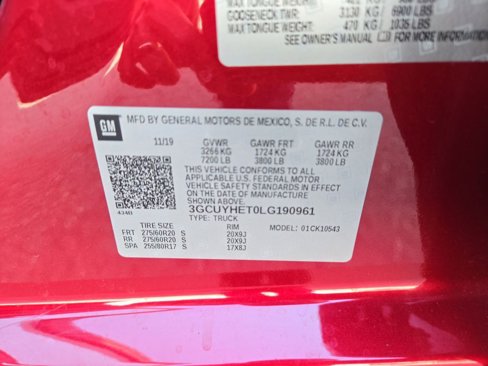 GOOSENECK TWR: 3130 KG / 6900 LBS
MAX TONGUE WEIGHT: 470 KG / 1035 LBS
SEE OWNER'S MANUAL FOR MORE INFORMATION
GM
MFD BY GENERAL MOTORS DE MEXICO, S. DE R.L. DE C.V.
11/19 GVWR GAWR FRT GAWR RR
3266 KG 1724 KG 1724 KG
7200 LB 3800 LB 3800 LB
THIS VEHICLE CONFORMS TO ALL
APPLICABLE U.S. FEDERAL MOTOR
VEHICLE SAFETY STANDARDS IN EFFECT
ON THE DATE OF MANUFACTURE
SHOWN ABOVE
4J4D 3GCUYHET0LG190961
TYPE: TRUCK
TIRE SIZE RIM MODEL: 01CK10543
FRT 275/60R20 S 20X9J
RR 275/60R20 S 20X9J
SPA 255/80R17 S 17X8J